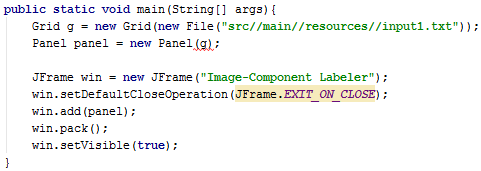 public static void main(String[] args){
    Grid g = new Grid(new File("src//main//resources//input1.txt"));
    Panel panel = new Panel(g);
    JFrame win = new JFrame("Image-Component Labeler");
    win.setDefaultCloseOperation(JFrame.EXIT_ON_CLOSE);
    win.add(panel);
    win.pack();
    win.setVisible(true);
}